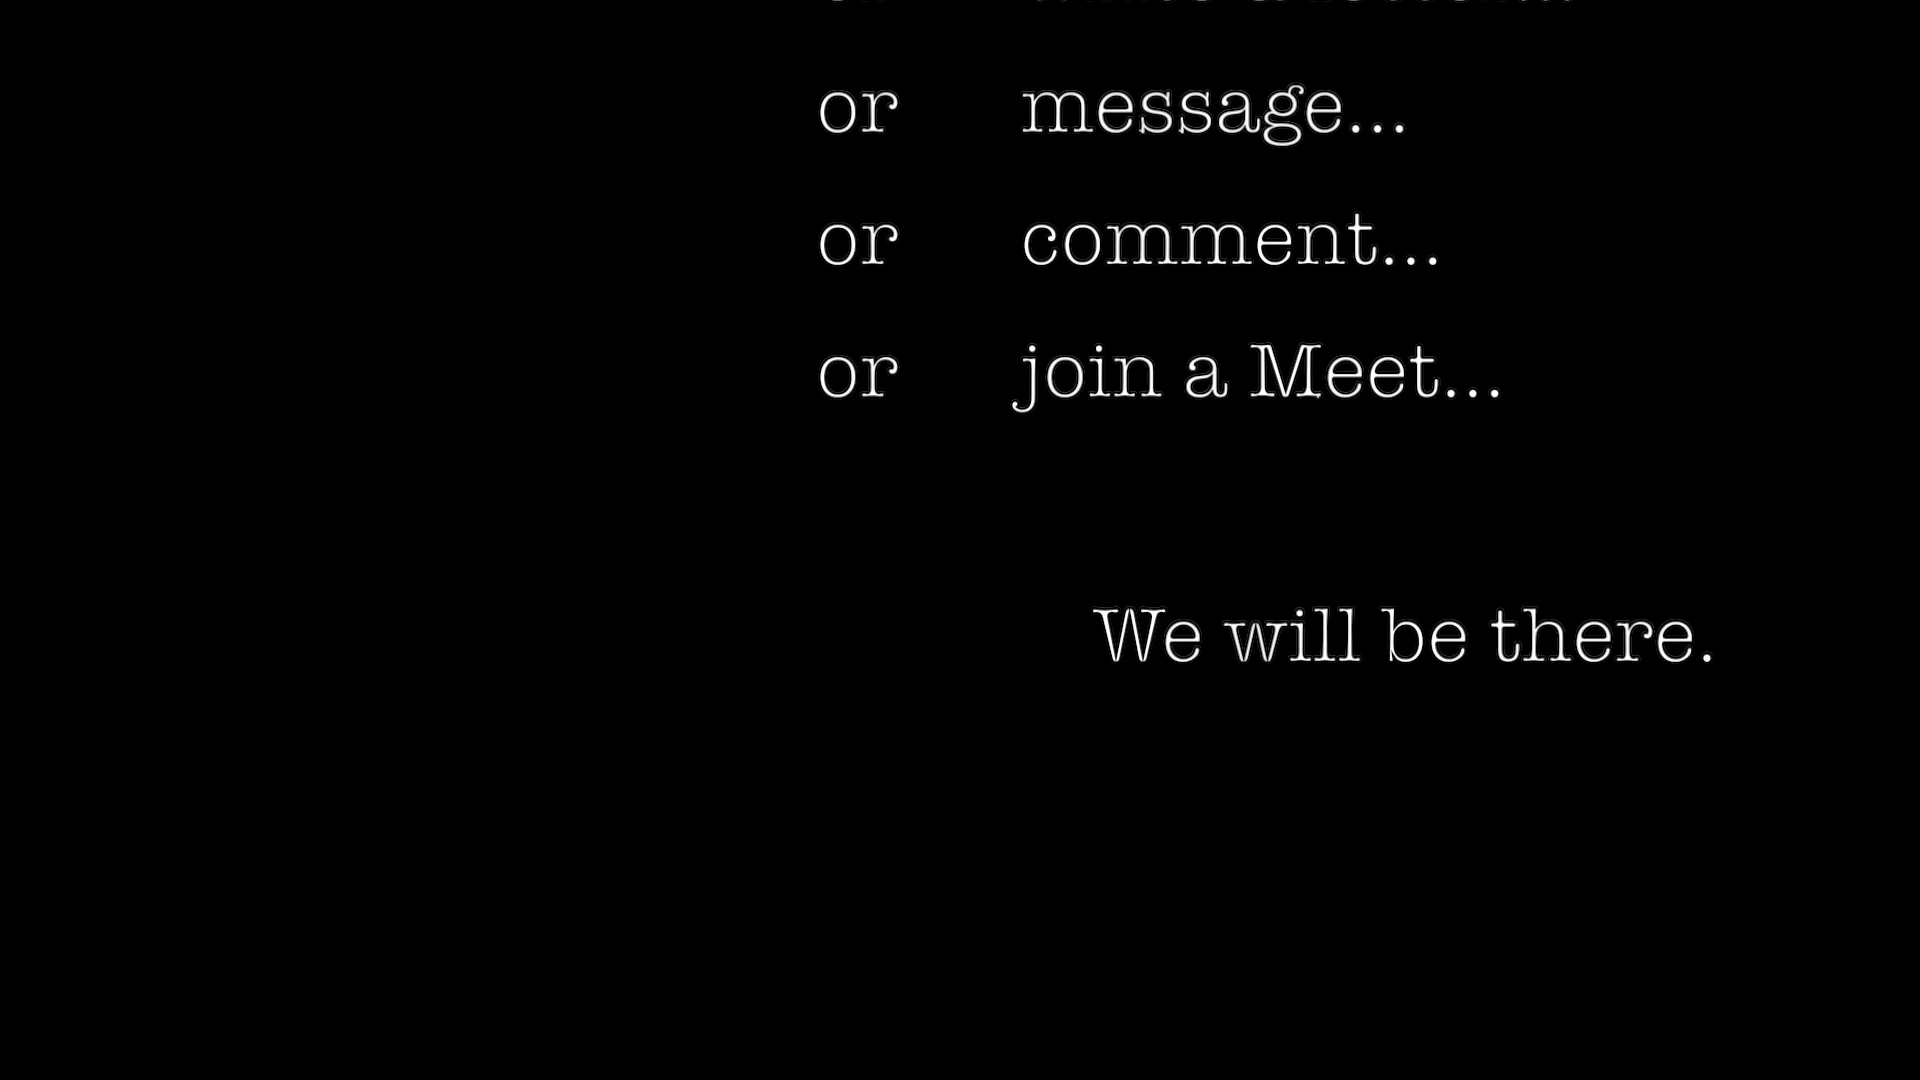 or message...
or comment...
or join a Meet...
We will be there.